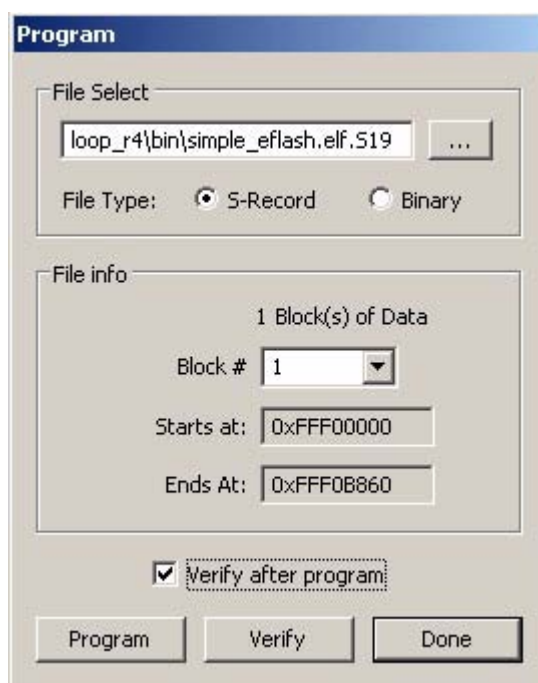 Program
File Select
loop_r4\bin\simple_eflash.elf.S19 ...
File Type: S-Record Binary
File info
1 Block(s) of Data
Block # 1
Starts at: 0xFFF00000
Ends At: 0xFFF0B860
Verify after program
Program Verify Done